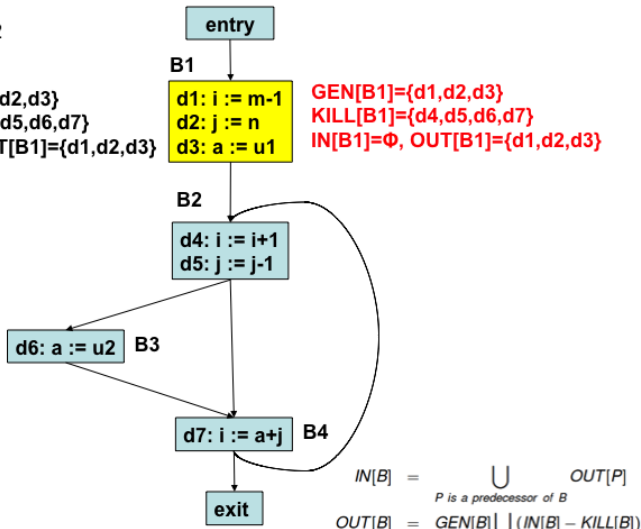 2
entry
B1
d2,d3}
d5,d6,d7}
T[B1]={d1,d2,d3}
d1: i := m-1
d2: j := n
d3: a := u1
GEN[B1]={d1,d2,d3}
KILL[B1]={d4,d5,d6,d7}
IN[B1]=Φ, OUT[B1]={d1,d2,d3}
B2
d4: i := i+1
d5: j := j-1
d6: a := u2
B3
d7: i := a+j
B4
exit
IN[B] = ⋃ OUT[P]
P is a predecessor of B
OUT[B] = GEN[B] ⋃ (IN[B] − KILL[B])